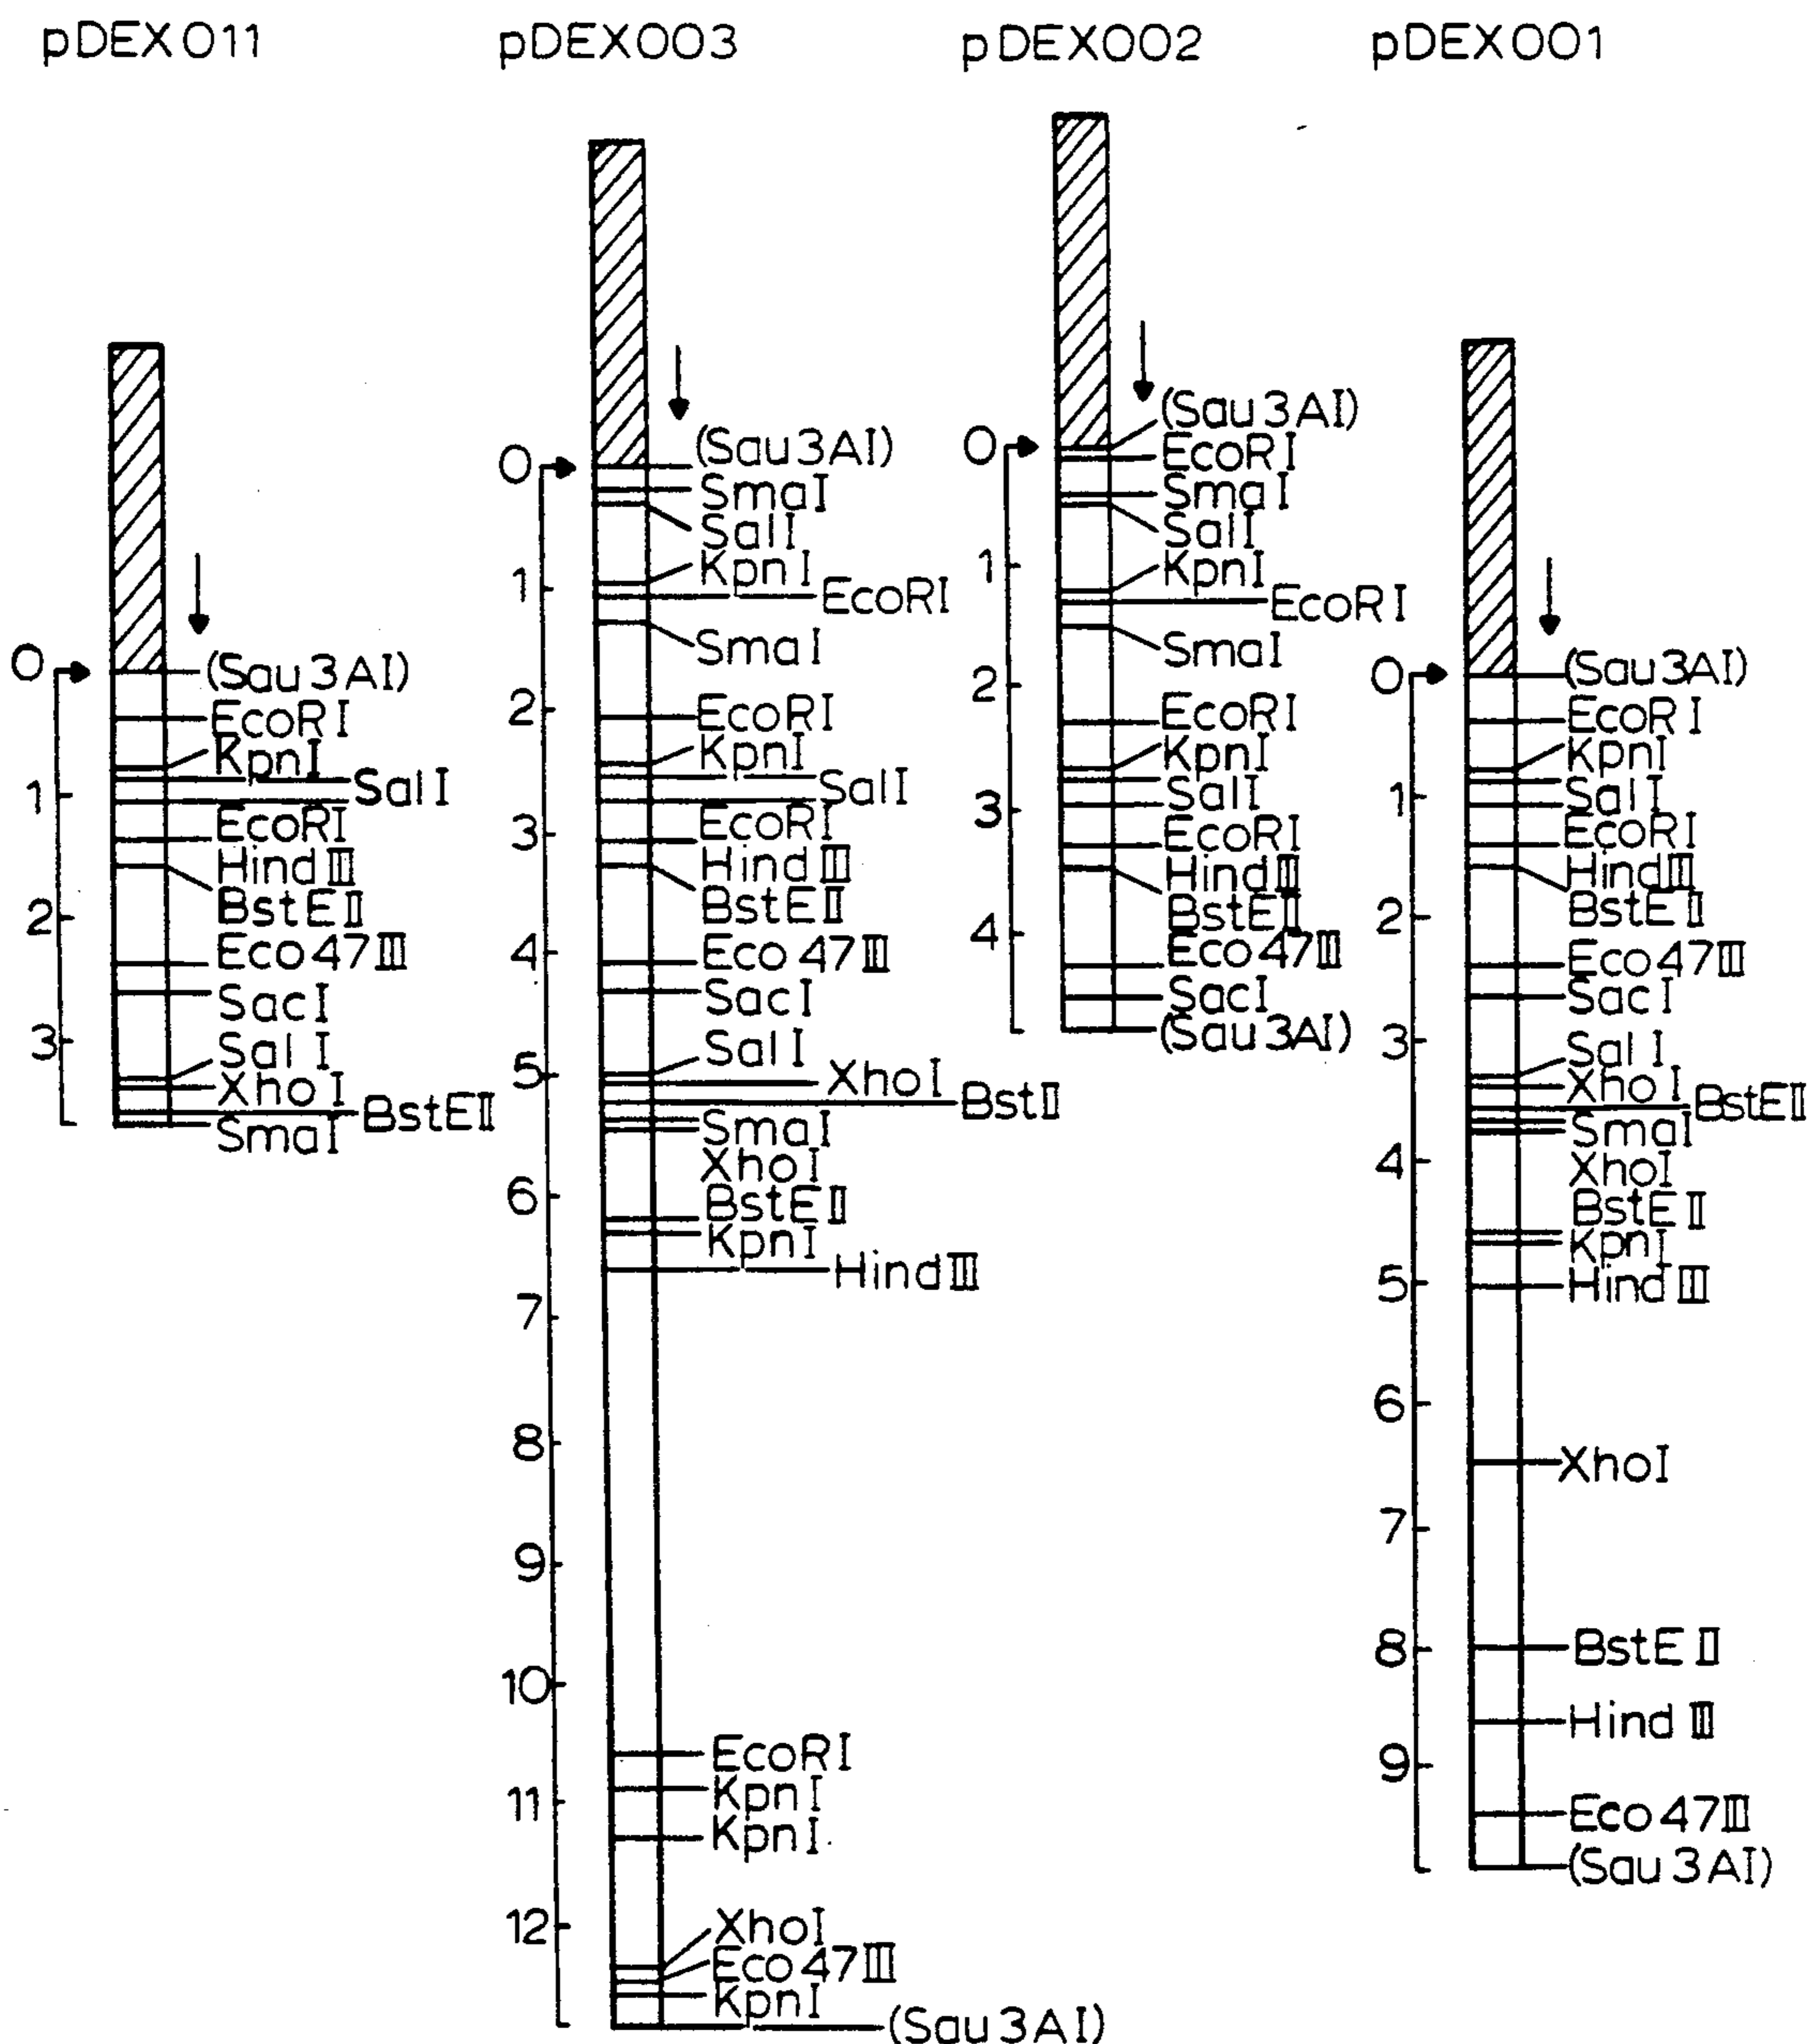 pDEX011
0
(Sau3AI)
EcoRI
KpnI
SalI
1
EcoRI
HindIII
BstEII
2
Eco47III
SacI
3
SalI
XhoI
BstEII
SmaI
pDEX003
0
(Sau3AI)
SmaI
SalI
KpnI
1
EcoRI
SmaI
2
EcoRI
KpnI
SalI
3
EcoRI
HindIII
BstEII
4
Eco47III
SacI
SalI
5
XhoI
BstII
SmaI
XhoI
6
BstEII
KpnI
HindIII
7
8
9
10
EcoRI
11
KpnI
KpnI
12
XhoI
Eco47III
KpnI
(Sau3AI)
pDEX002
0
(Sau3AI)
EcoRI
SmaI
SalI
1
KpnI
EcoRI
SmaI
2
EcoRI
KpnI
SalI
3
EcoRI
HindIII
BstEII
4
Eco47III
SacI
(Sau3AI)
pDEX001
0
(Sau3AI)
EcoRI
KpnI
SalI
1
EcoRI
HindIII
BstEII
2
Eco47III
SacI
3
SalI
XhoI
BstEII
SmaI
4
XhoI
BstEII
KpnI
5
HindIII
6
XhoI
7
8
BstEII
HindIII
9
Eco47III
(Sau3AI)